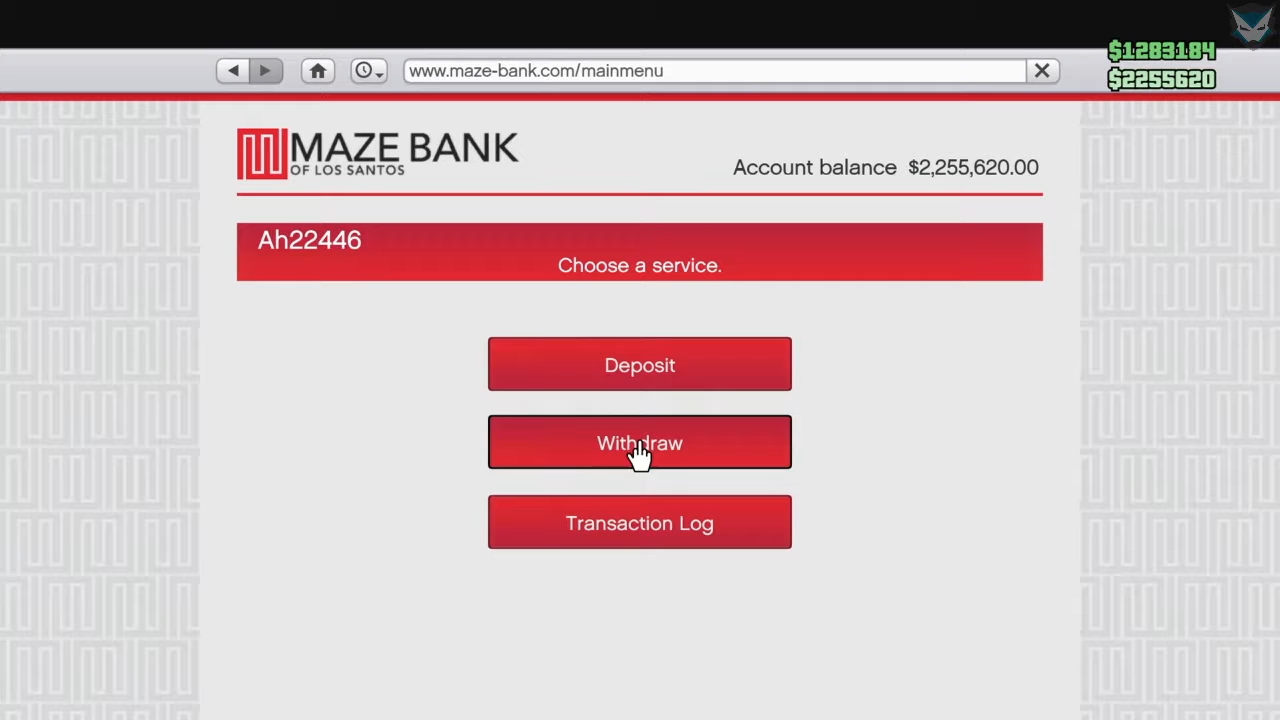 $1283184
www.maze-bank.com/mainmenu
$2255620
MAZE BANK
OF LOS SANTOS
Account balance $2,255,620.00
Ah22446
Choose a service.
Deposit
Withdraw
Transaction Log